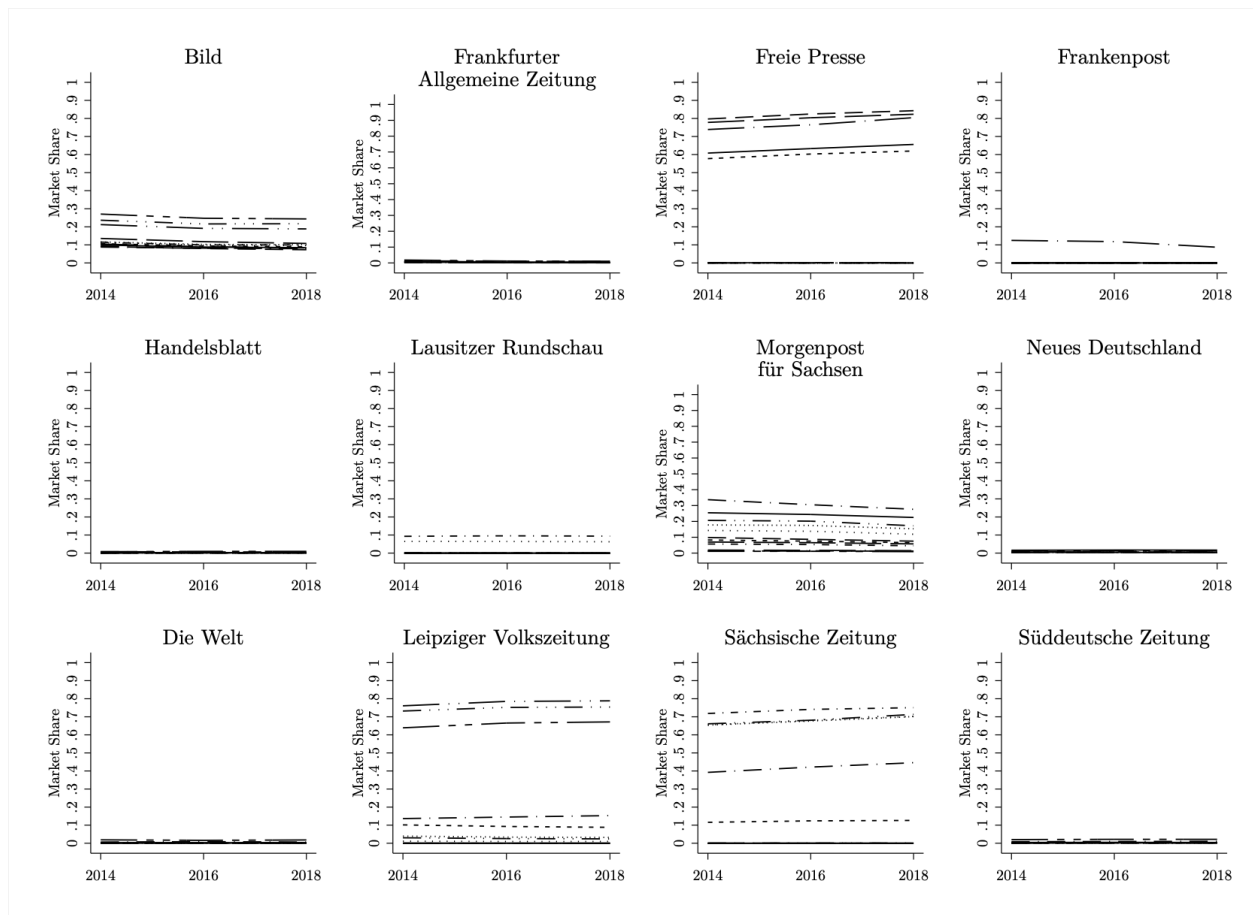 Bild
Market Share
0 .1 .2 .3 .4 .5 .6 .7 .8 .9 1
2014 2016 2018
Frankfurter
Allgemeine Zeitung
Market Share
0 .1 .2 .3 .4 .5 .6 .7 .8 .9 1
2014 2016 2018
Freie Presse
Market Share
0 .1 .2 .3 .4 .5 .6 .7 .8 .9 1
2014 2016 2018
Frankenpost
Market Share
0 .1 .2 .3 .4 .5 .6 .7 .8 .9 1
2014 2016 2018
Handelsblatt
Market Share
0 .1 .2 .3 .4 .5 .6 .7 .8 .9 1
2014 2016 2018
Lausitzer Rundschau
Market Share
0 .1 .2 .3 .4 .5 .6 .7 .8 .9 1
2014 2016 2018
Morgenpost
für Sachsen
Market Share
0 .1 .2 .3 .4 .5 .6 .7 .8 .9 1
2014 2016 2018
Neues Deutschland
Market Share
0 .1 .2 .3 .4 .5 .6 .7 .8 .9 1
2014 2016 2018
Die Welt
Market Share
0 .1 .2 .3 .4 .5 .6 .7 .8 .9 1
2014 2016 2018
Leipziger Volkszeitung
Market Share
0 .1 .2 .3 .4 .5 .6 .7 .8 .9 1
2014 2016 2018
Sächsische Zeitung
Market Share
0 .1 .2 .3 .4 .5 .6 .7 .8 .9 1
2014 2016 2018
Süddeutsche Zeitung
Market Share
0 .1 .2 .3 .4 .5 .6 .7 .8 .9 1
2014 2016 2018